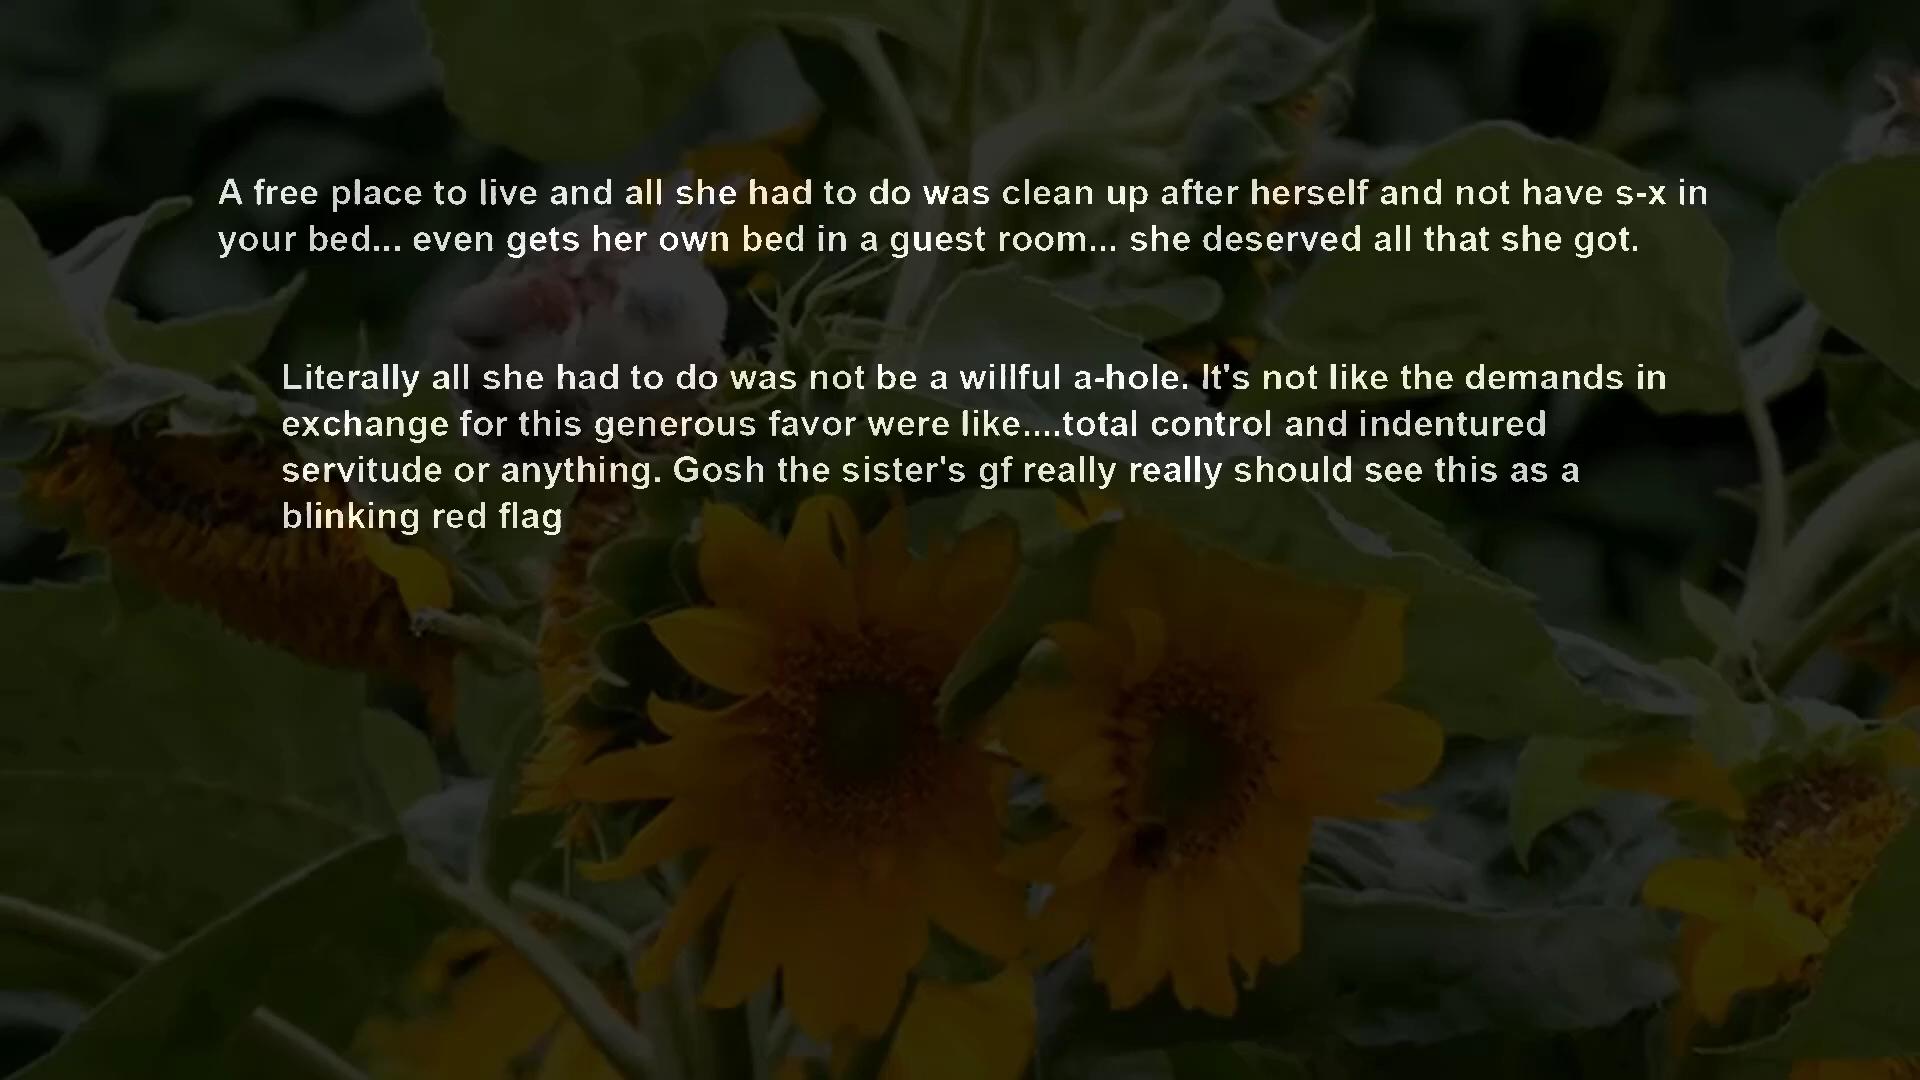 A free place to live and all she had to do was clean up after herself and not have s-x in
your bed... even gets her own bed in a guest room... she deserved all that she got.
Literally all she had to do was not be a willful a-hole. It's not like the demands in
exchange for this generous favor were like....total control and indentured
servitude or anything. Gosh the sister's gf really really should see this as a
blinking red flag